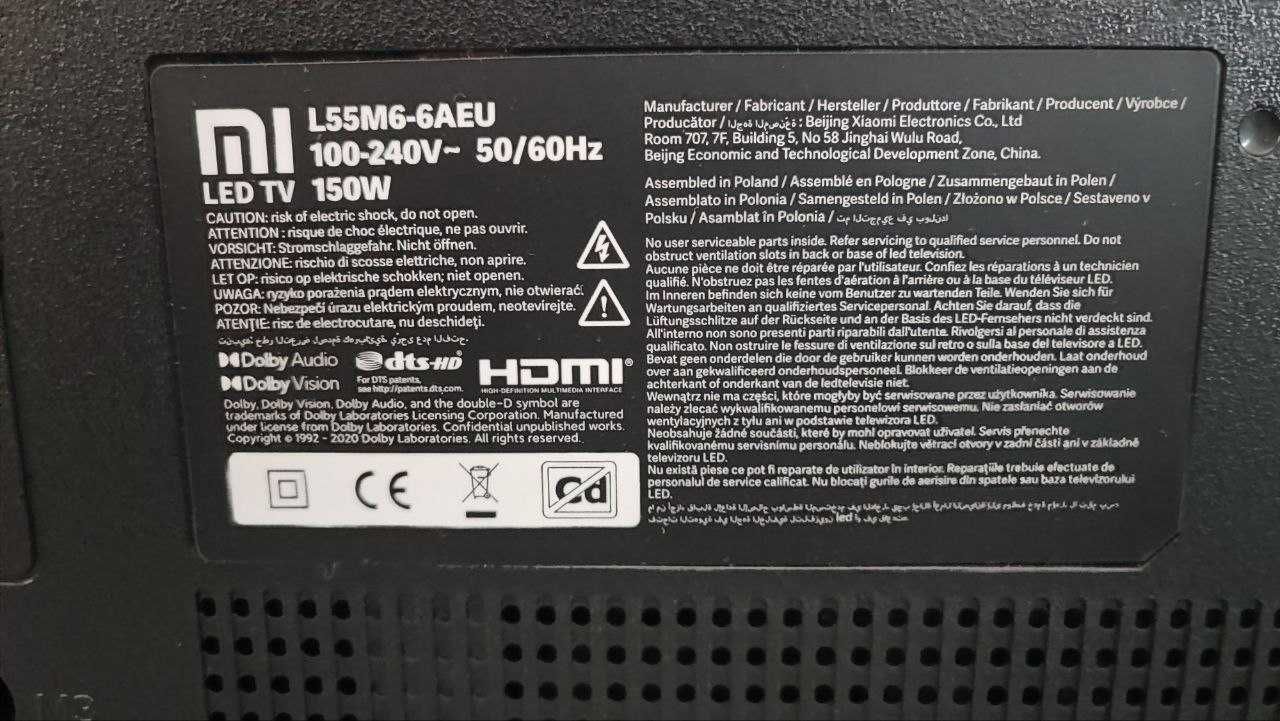 mi
LED TV
L55M6-6AEU
100-240V~ 50/60Hz
150W
CAUTION: risk of electric shock, do not open.
ATTENTION : risque de choc électrique, ne pas ouvrir.
VORSICHT: Stromschlaggefahr. Nicht öffnen.
ATTENZIONE: rischio di scosse elettriche, non aprire.
LET OP: risico op elektrische schokken; niet openen.
UWAGA: ryzyko porażenia prądem elektrycznym, nie otwierać.
POZOR: Nebezpečí úrazu elektrickým proudem, neotevírejte.
ATENȚIE: risc de electrocutare, nu deschideți.
Dolby Audio
Dolby Vision
dts-HD
For DTS patents,
see http://patents.dts.com.
HDMI®
HIGH-DEFINITION MULTIMEDIA INTERFACE
Dolby, Dolby Vision, Dolby Audio, and the double-D symbol are
trademarks of Dolby Laboratories Licensing Corporation. Manufactured
under license from Dolby Laboratories. Confidential unpublished works.
Copyright © 1992 - 2020 Dolby Laboratories. All rights reserved.
CE
Cd
Manufacturer / Fabricant / Hersteller / Produttore / Fabrikant / Producent / Výrobce /
Producător / : Beijing Xiaomi Electronics Co., Ltd
Room 707, 7F, Building 5, No 58 Jinghai Wulu Road,
Beijng Economic and Technological Development Zone, China.
Assembled in Poland / Assemblé en Pologne / Zusammengebaut in Polen /
Assemblato in Polonia / Samengesteld in Polen / Złożono w Polsce / Sestaveno v
Polsku / Asamblat în Polonia /
No user serviceable parts inside. Refer servicing to qualified service personnel. Do not
obstruct ventilation slots in back or base of led television.
Aucune pièce ne doit être réparée par l'utilisateur. Confiez les réparations à un technicien
qualifié. N'obstruez pas les fentes d'aération à l'arrière ou à la base du téléviseur LED.
Im Inneren befinden sich keine vom Benutzer zu wartenden Teile. Wenden Sie sich für
Wartungsarbeiten an qualifiziertes Servicepersonal. Achten Sie darauf, dass die
Lüftungsschlitze auf der Rückseite und an der Basis des LED-Fernsehers nicht verdeckt sind.
All'interno non sono presenti parti riparabili dall'utente. Rivolgersi al personale di assistenza
qualificato. Non ostruire le fessure di ventilazione sul retro o sulla base del televisore a LED.
Bevat geen onderdelen die door de gebruiker kunnen worden onderhouden. Laat onderhoud
over aan gekwalificeerd onderhoudspersoneel. Blokkeer de ventilatieopeningen aan de
achterkant of onderkant van de ledtelevisie niet.
Wewnątrz nie ma części, które mogłyby być serwisowane przez użytkownika. Serwisowanie
należy zlecać wykwalifikowanemu personelowi serwisowemu. Nie zasłaniać otworów
wentylacyjnych z tyłu ani w podstawie telewizora LED.
Neobsahuje žádné součásti, které by mohl opravovat uživatel. Servis přenechte
kvalifikovanému servisnímu personálu. Neblokujte větrací otvory v zadní části ani v základně
televizoru LED.
Nu există piese ce pot fi reparate de utilizator în interior. Reparațiile trebuie efectuate de
personalul de service calificat. Nu blocați gurile de aerisire din spatele sau baza televizorului
LED.
led